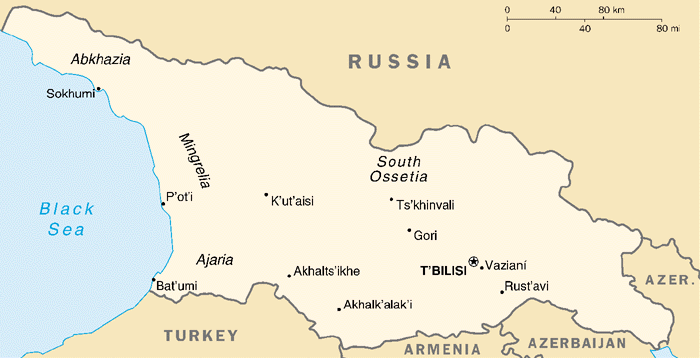 0 40 80 km
0 40 80 mi
Abkhazia
RUSSIA
Sokhumi
Mingrelia
South
Ossetia
P'ot'i
K'ut'aisi
Ts'khinvali
Black
Sea
Gori
Ajaria
T'BILISI
Vaziani
Akhalts'ikhe
Bat'umi
Rust'avi
AZER.
Akhalk'alak'i
TURKEY
ARMENIA
AZERBAIJAN